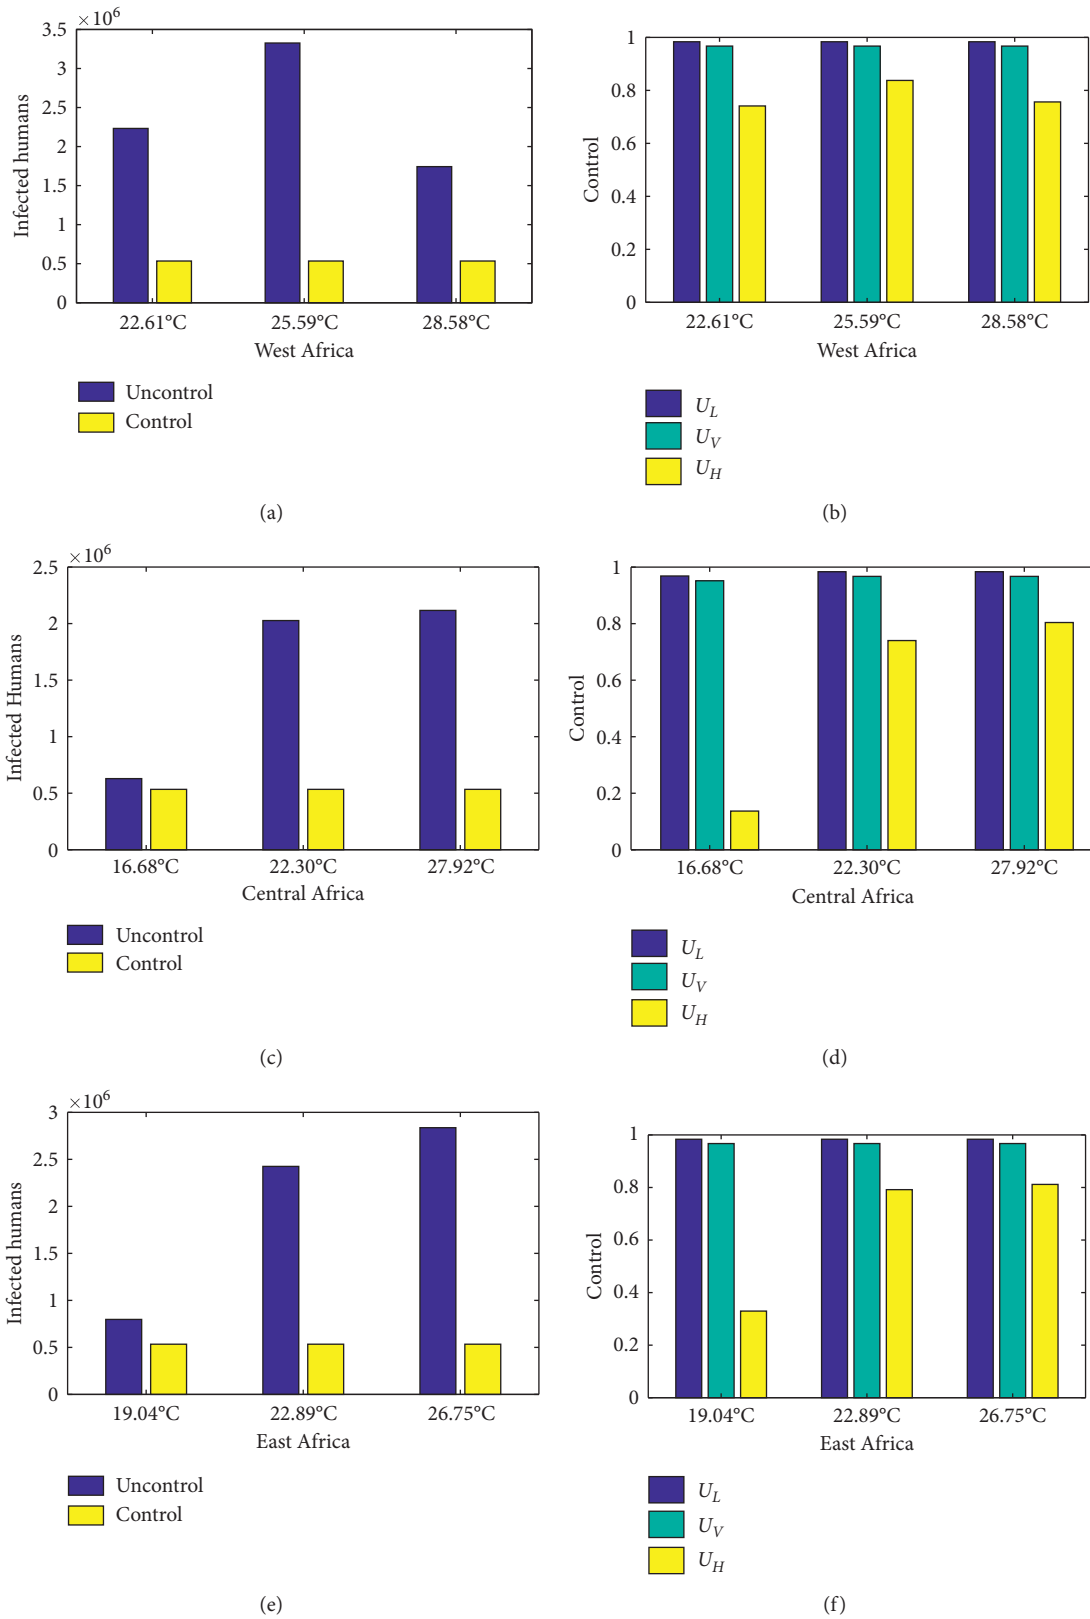 ×10⁶
3.5
3
2.5
2
1.5
1
0.5
0
Infected humans
22.61°C 25.59°C 28.58°C
West Africa
Uncontrol
Control
(a)
1
0.8
0.6
0.4
0.2
0
Control
22.61°C 25.59°C 28.58°C
West Africa
U_L
U_V
U_H
(b)
×10⁶
2.5
2
1.5
1
0.5
0
Infected Humans
16.68°C 22.30°C 27.92°C
Central Africa
Uncontrol
Control
(c)
1
0.8
0.6
0.4
0.2
0
Control
16.68°C 22.30°C 27.92°C
Central Africa
U_L
U_V
U_H
(d)
×10⁶
3
2.5
2
1.5
1
0.5
0
Infected humans
19.04°C 22.89°C 26.75°C
East Africa
Uncontrol
Control
(e)
1
0.8
0.6
0.4
0.2
0
Control
19.04°C 22.89°C 26.75°C
East Africa
U_L
U_V
U_H
(f)